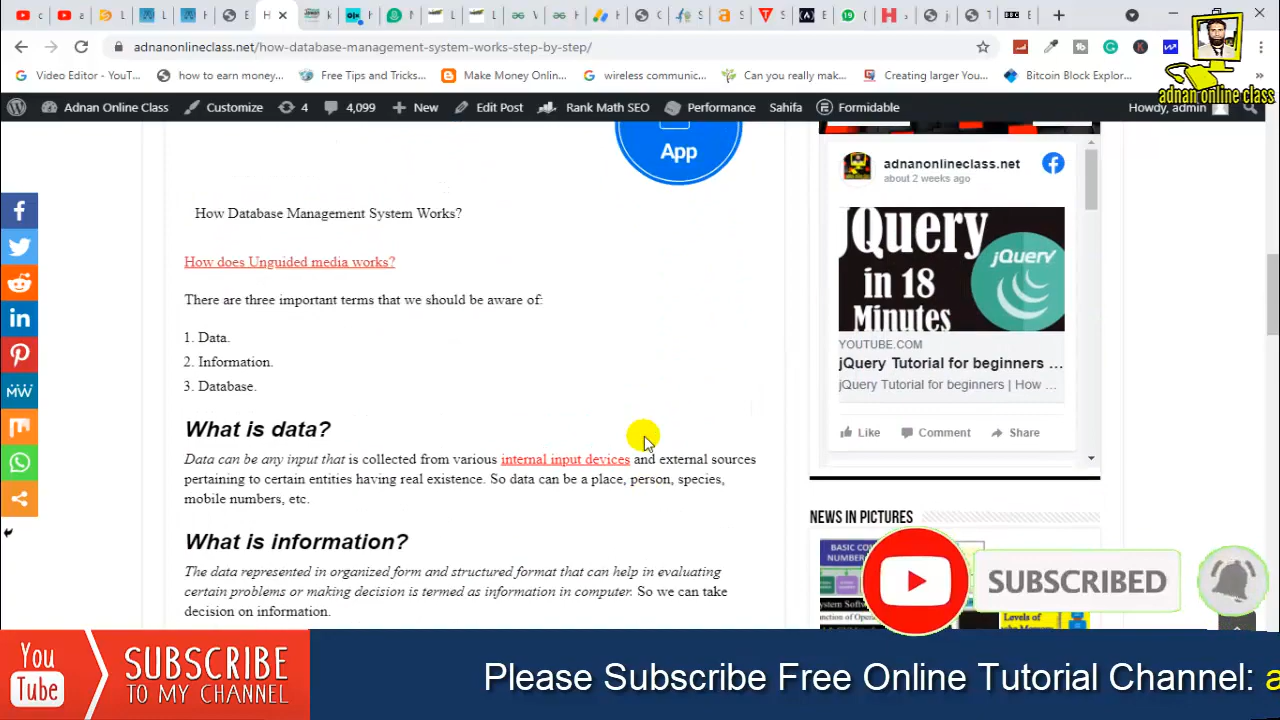 adnanonlineclass.net/how-database-management-system-works-step-by-step/
Video Editor - YouT...
how to earn money...
Free Tips and Tricks...
Make Money Onlin...
wireless communic...
Can you really mak...
Creating larger You...
Bitcoin Block Explor...
adnan online class
Adnan Online Class
Customize
4
4,099
New
Edit Post
Rank Math SEO
Performance
Sahifa
Formidable
Howdy, admin
App
How Database Management System Works?
How does Unguided media works?
There are three important terms that we should be aware of:
1. Data.
2. Information.
3. Database.
What is data?
Data can be any input that is collected from various internal input devices and external sources
pertaining to certain entities having real existence. So data can be a place, person, species,
mobile numbers, etc.
What is information?
The data represented in organized form and structured format that can help in evaluating
certain problems or making decision is termed as information in computer. So we can take
decision on information.
adnanonlineclass.net
about 2 weeks ago
Query
in 18
Minutes
jQuery
YOUTUBE.COM
jQuery Tutorial for beginners ...
jQuery Tutorial for beginners | How ...
Like
Comment
Share
NEWS IN PICTURES
BASIC CO
NUMBER
System Softw
Levels of
SUBSCRIBED
You
Tube
SUBSCRIBE
TO MY CHANNEL
Please Subscribe Free Online Tutorial Channel: a